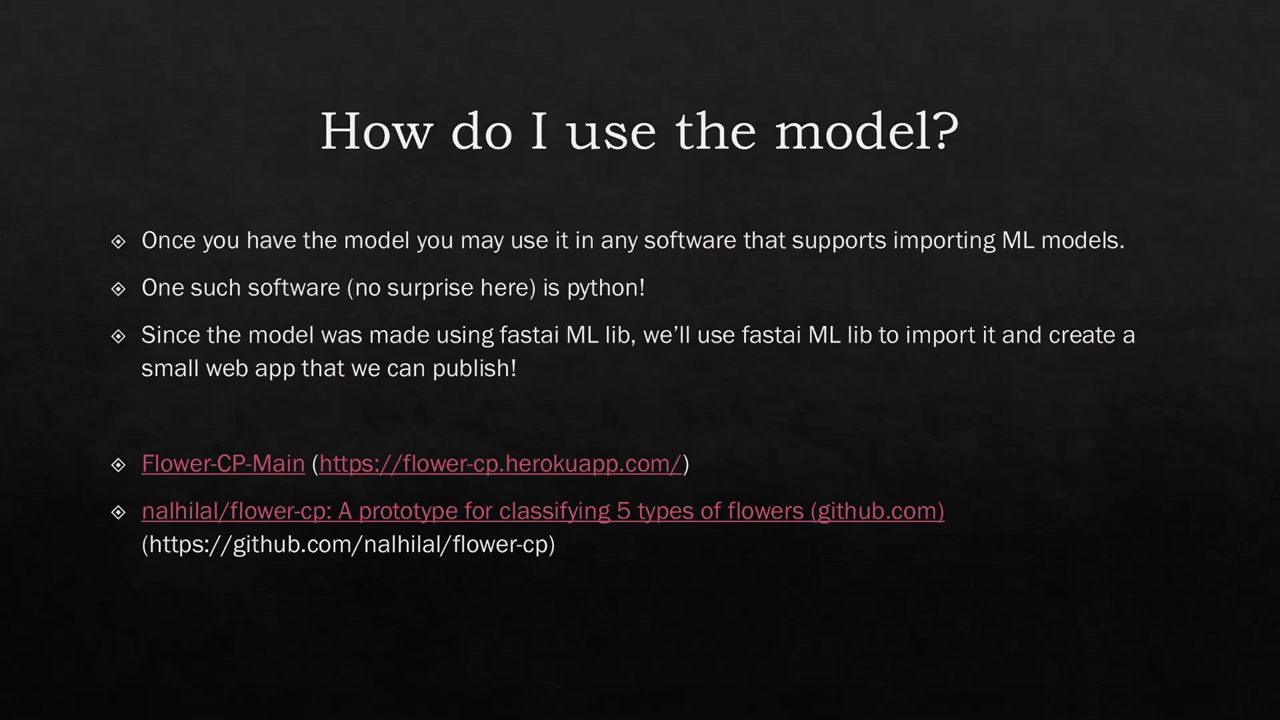 How do I use the model?
Once you have the model you may use it in any software that supports importing ML models.
One such software (no surprise here) is python!
Since the model was made using fastai ML lib, we’ll use fastai ML lib to import it and create a
small web app that we can publish!
Flower-CP-Main (https://flower-cp.herokuapp.com/)
nalhilal/flower-cp: A prototype for classifying 5 types of flowers (github.com)
(https://github.com/nalhilal/flower-cp)